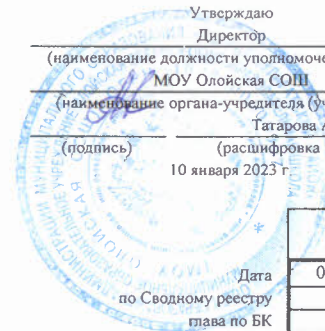 Утверждаю
Директор
(наименование должности уполномоче
МОУ Олойская СОШ
(наименование органа-учредителя (уч
Татарова А
(подпись) (расшифровка
10 января 2023 г.
Дата 0
по Сводному реестру
глава по БК